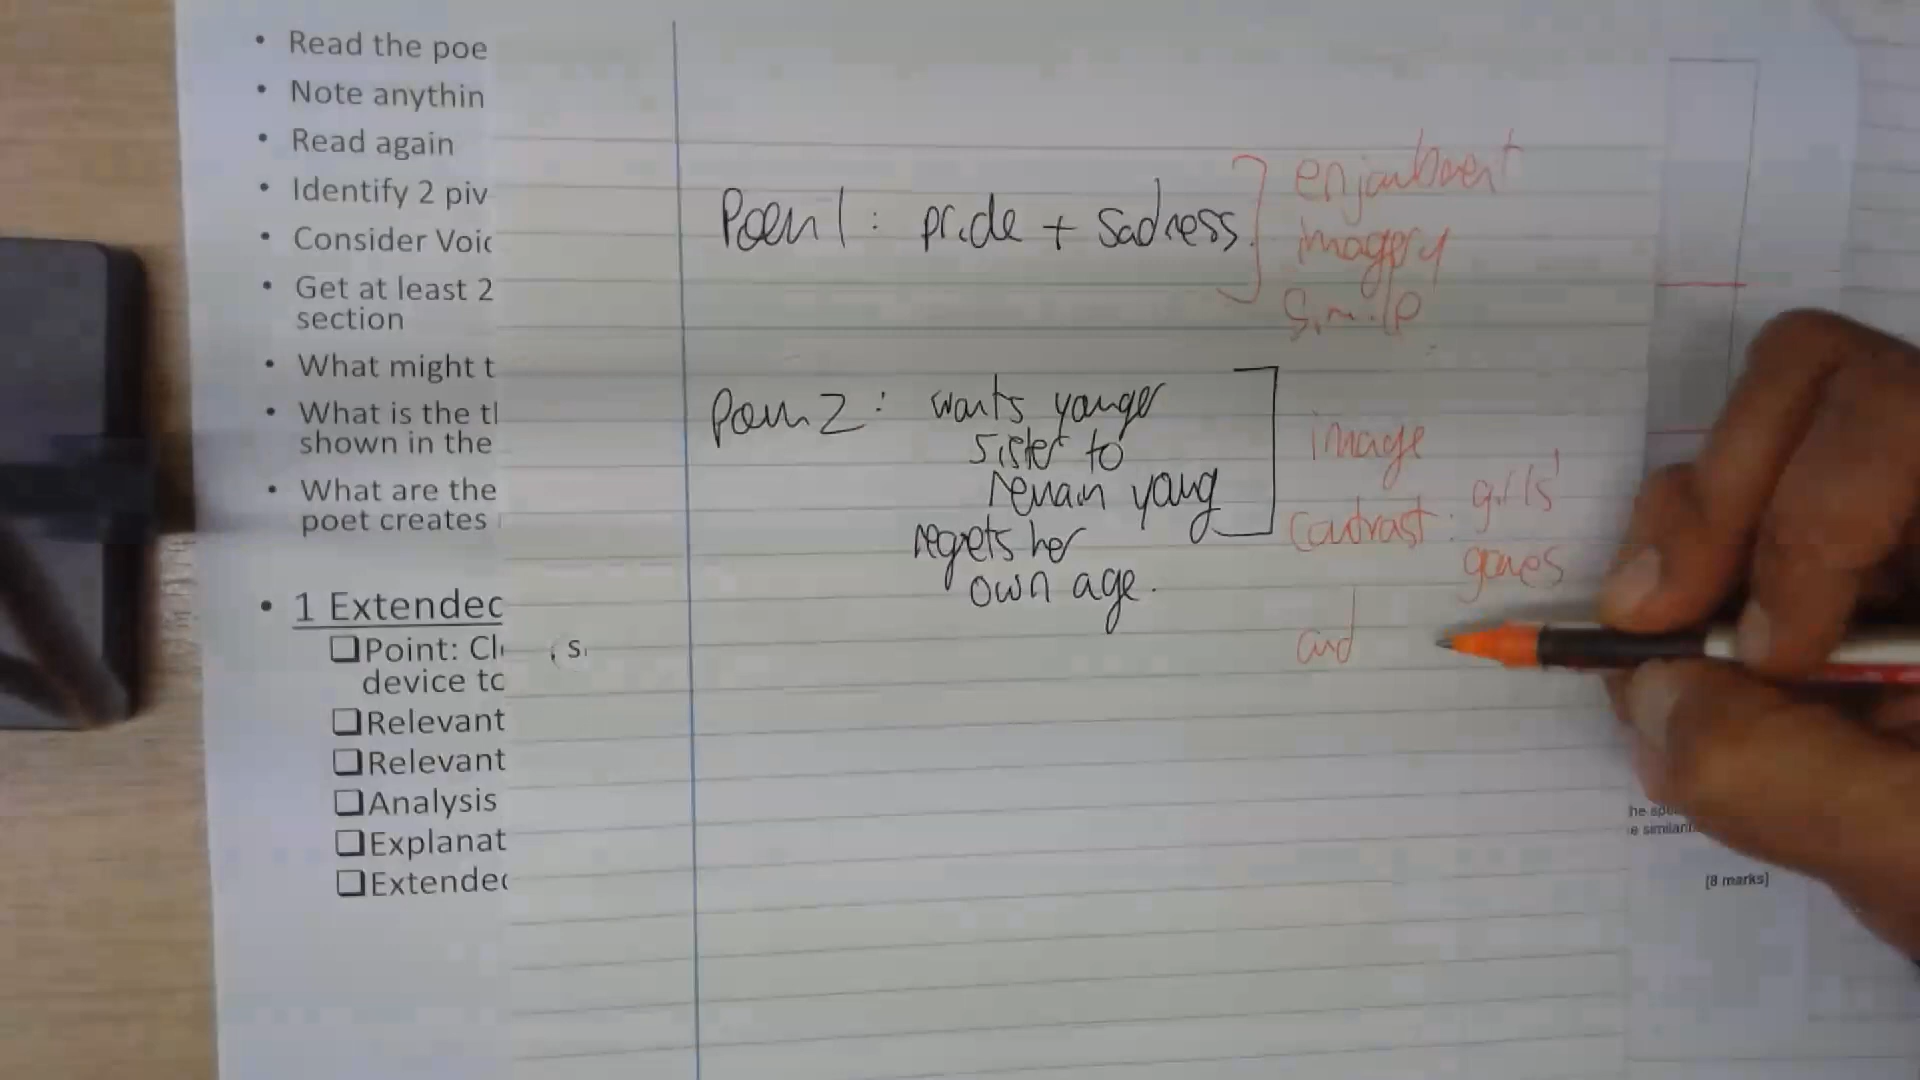 Read the poe
Note anythin
Read again
Identify 2 piv
Consider Voic
Get at least 2
section
What might t
What is the tl
shown in the
What are the
poet creates
1 Extendec
Point: Cl
device to
Relevant
Relevant
Analysis
Explanat
Extended
Poem 1: pride + sadness
enjambment
imagery
simile
Poem 2: wants younger
sister to
remain young
regrets her
own age.
image
contrast: girls'
games
and
[8 marks]